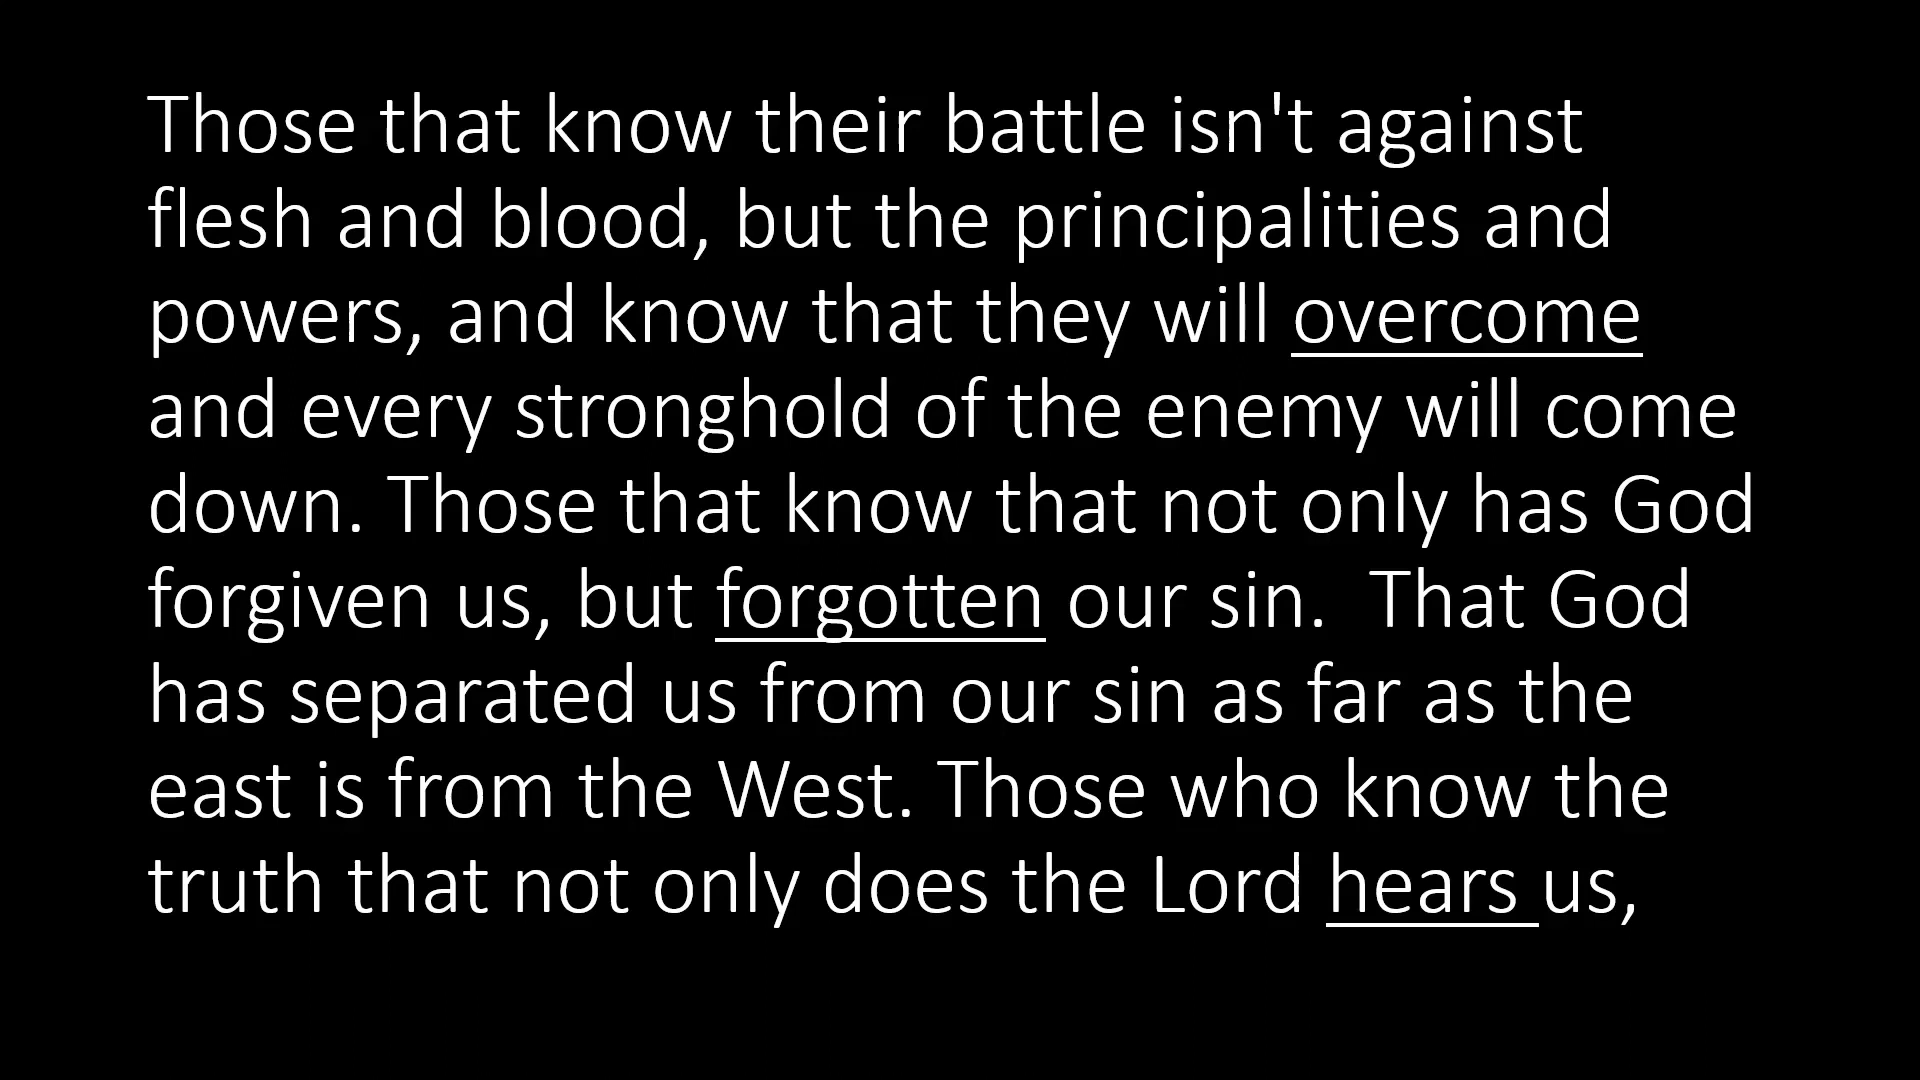 Those that know their battle isn't against
flesh and blood, but the principalities and
powers, and know that they will overcome
and every stronghold of the enemy will come
down. Those that know that not only has God
forgiven us, but forgotten our sin.  That God
has separated us from our sin as far as the
east is from the West. Those who know the
truth that not only does the Lord hears us,